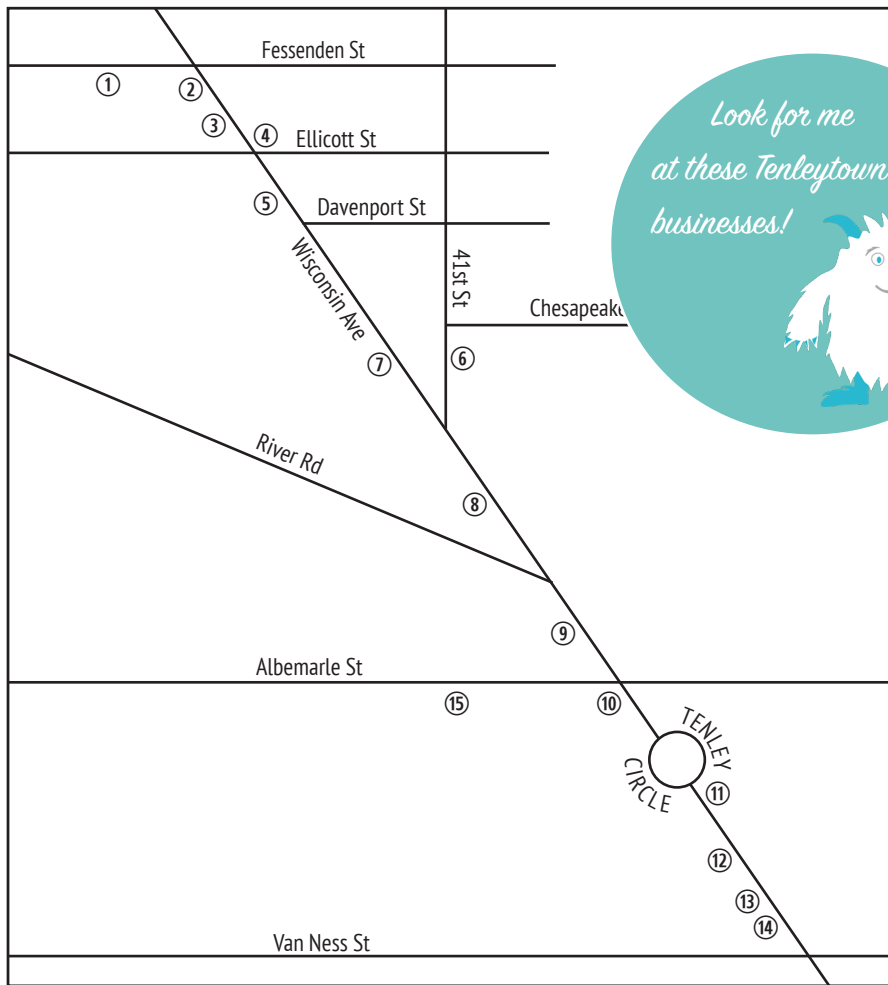 Fessenden St
①
②
③
④
Ellicott St
⑤
Davenport St
Wisconsin Ave
41st St
Chesapeake
⑥
⑦
River Rd
⑧
⑨
Albemarle St
⑮
⑩
TENLEY
CIRCLE
⑪
⑫
⑬
⑭
Van Ness St
Look for me
at these Tenleytown
businesses!